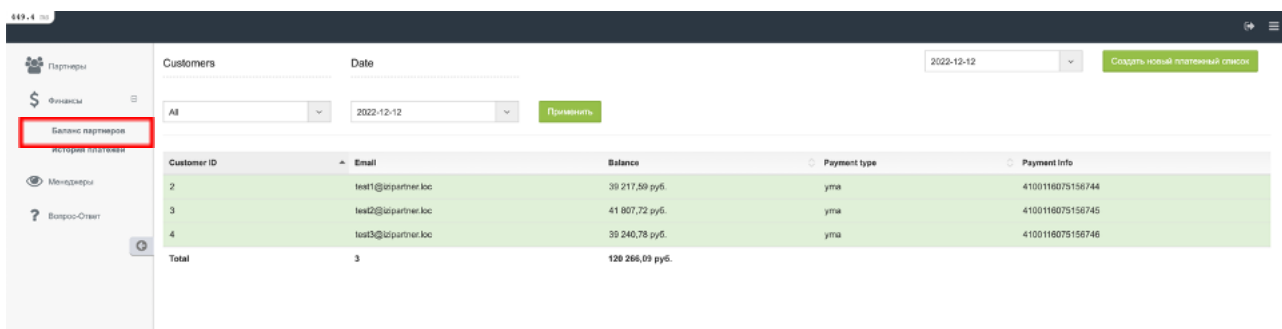 449.4 ms
Партнеры
Финансы
Баланс партнеров
История платежей
Менеджеры
Вопрос-Ответ
Customers Date
2022-12-12 Создать новый платежный список
All 2022-12-12 Применить
Customer ID Email Balance Payment type Payment Info
2 test1@izipartner.loc 39 217,59 руб. yma 4100116075156744
3 test2@izipartner.loc 41 807,72 руб. yma 4100116075156745
4 test3@izipartner.loc 39 240,78 руб. yma 4100116075156746
Total 3 120 266,09 руб.